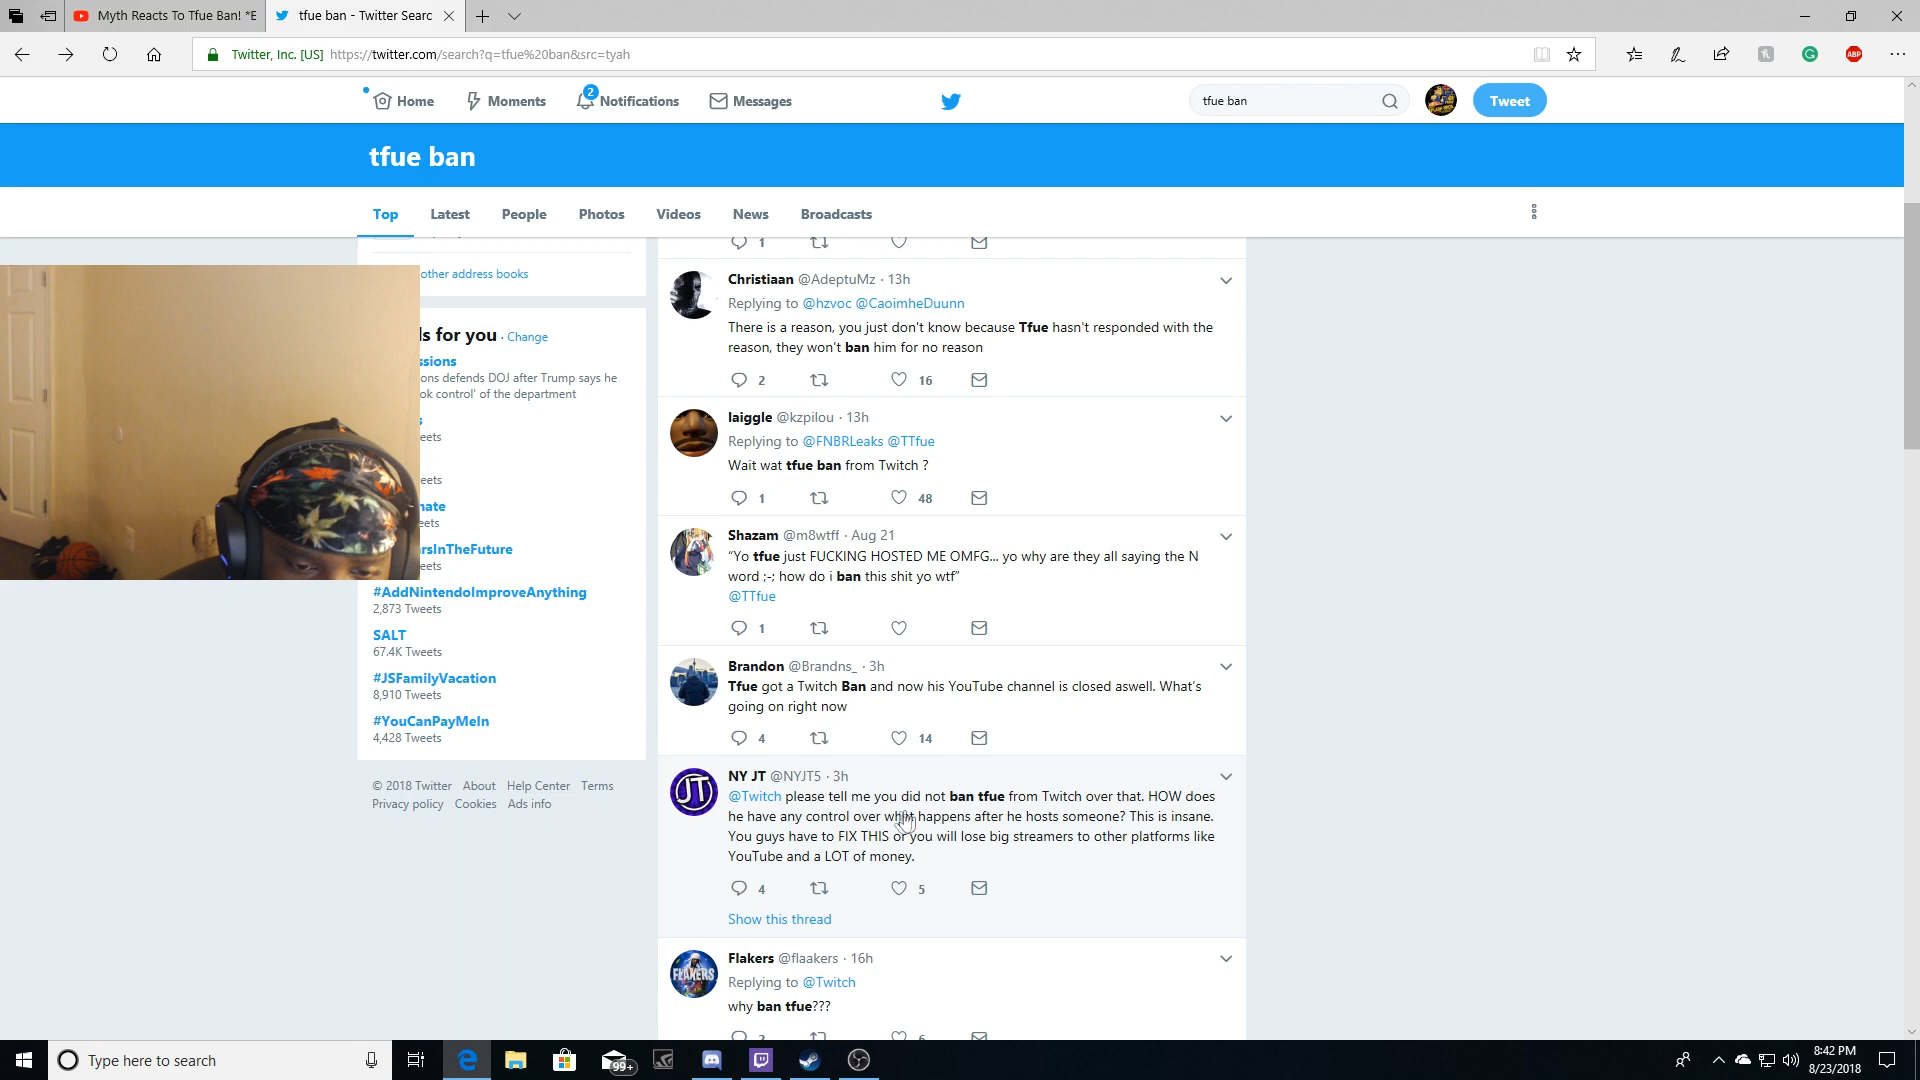 Myth Reacts To Tfue Ban! *E
tfue ban - Twitter Searc
Twitter, Inc. [US] https://twitter.com/search?q=tfue%20ban&src=tyah
ABP
Home
Moments
2
Notifications
Messages
tfue ban
Tweet
tfue ban
Top
Latest
People
Photos
Videos
News
Broadcasts
other address books
ls for you · Change
ssions
ons defends DOJ after Trump says he
ok control' of the department
s
eets
eets
nate
eets
rsInTheFuture
eets
#AddNintendoImproveAnything
2,873 Tweets
SALT
67.4K Tweets
#JSFamilyVacation
8,910 Tweets
#YouCanPayMeIn
4,428 Tweets
© 2018 Twitter About Help Center Terms
Privacy policy Cookies Ads info
1
Christiaan @AdeptuMz · 13h
Replying to @hzvoc @CaoimheDuunn
There is a reason, you just don't know because Tfue hasn't responded with the
reason, they won't ban him for no reason
2 16
laiggle @kzpilou · 13h
Replying to @FNBRLeaks @TTfue
Wait wat tfue ban from Twitch ?
1 48
Shazam @m8wtff · Aug 21
“Yo tfue just FUCKING HOSTED ME OMFG... yo why are they all saying the N
word ;-; how do i ban this shit yo wtf”
@TTfue
1
Brandon @Brandns_ · 3h
Tfue got a Twitch Ban and now his YouTube channel is closed aswell. What's
going on right now
4 14
JT
NY JT @NYJT5 · 3h
@Twitch please tell me you did not ban tfue from Twitch over that. HOW does
he have any control over what happens after he hosts someone? This is insane.
You guys have to FIX THIS or you will lose big streamers to other platforms like
YouTube and a LOT of money.
4 5
Show this thread
FLAKERS
Flakers @flaakers · 16h
Replying to @Twitch
why ban tfue???
2 6
Type here to search
99+
8:42 PM
8/23/2018